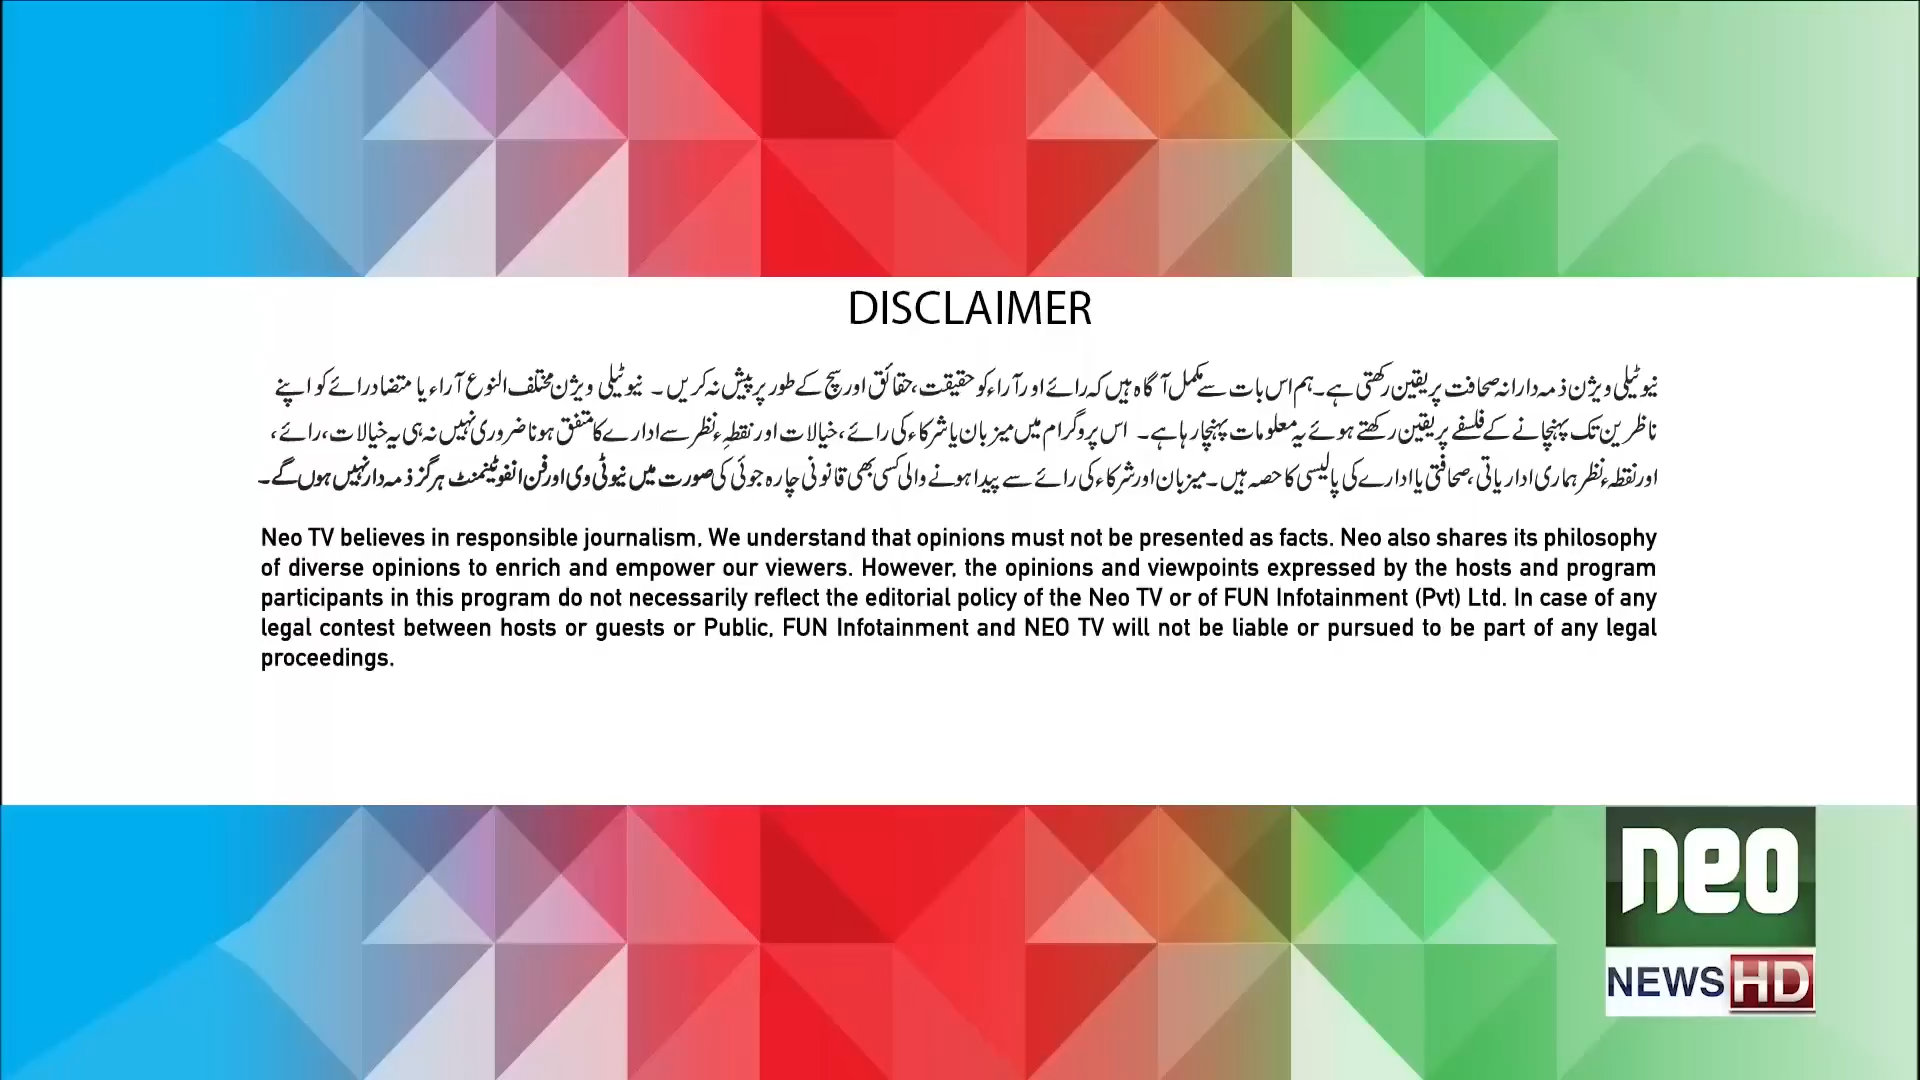 DISCLAIMER
نیوٹیلی ویژن ذمہ دارانہ صحافت پر یقین رکھتی ہے۔ ہم اس بات سے مکمل آگاہ ہیں کہ رائے اور آراء کو حقیقت، حقائق اور سچ کے طور پر پیش نہ کریں۔ نیوٹیلی ویژن مختلف النوع آراء یا متضاد رائے کو اپنے
ناظرین تک پہنچانے کے فلسفے پر یقین رکھتے ہوئے یہ معلومات پہنچا رہا ہے۔ اس پروگرام میں میزبان یا شرکاء کی رائے، خیالات اور نقطہِء نظر سے ادارے کا متفق ہونا ضروری نہیں نہ ہی یہ خیالات، رائے،
اور نقطہء نظر ہماری ادارتی، صحافتی یا ادارے کی پالیسی کا حصہ ہیں۔ میزبان اور شرکاء کی رائے سے پیدا ہونے والی کسی بھی قانونی چارہ جوئی کی صورت میں نیوٹی وی اور فن انفوٹینمنٹ ہرگز ذمہ دار نہیں ہوں گے۔
Neo TV believes in responsible journalism, We understand that opinions must not be presented as facts. Neo also shares its philosophy
of diverse opinions to enrich and empower our viewers. However, the opinions and viewpoints expressed by the hosts and program
participants in this program do not necessarily reflect the editorial policy of the Neo TV or of FUN Infotainment (Pvt) Ltd. In case of any
legal contest between hosts or guests or Public, FUN Infotainment and NEO TV will not be liable or pursued to be part of any legal
proceedings.
neo
NEWS HD